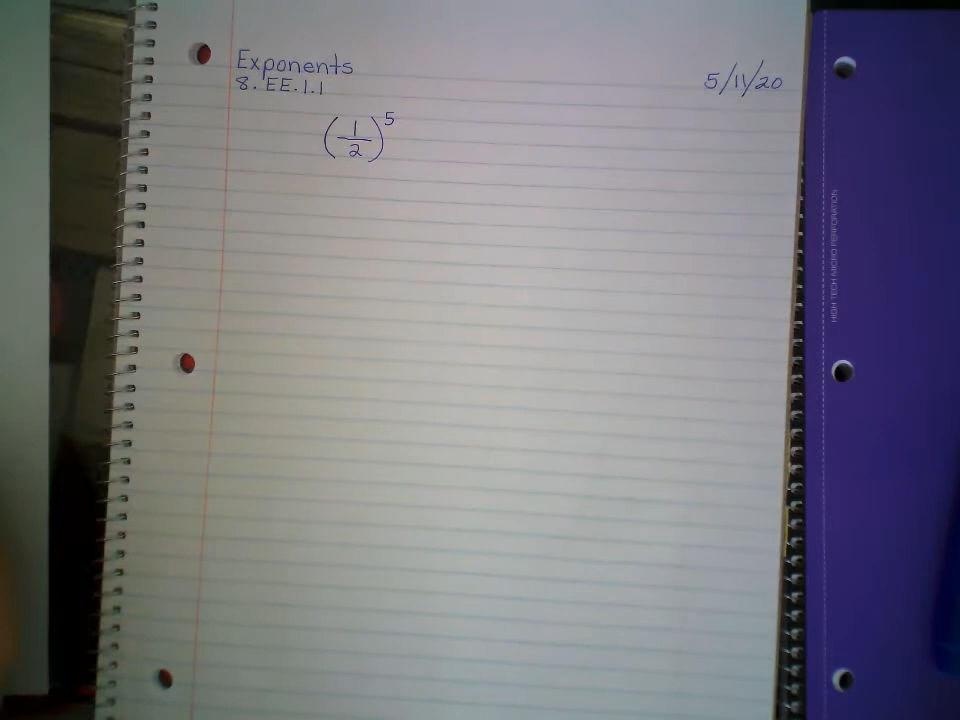 Exponents
5/11/20
8.EE.1.1
(1/2)^5
HIGH TECH MICRO PERFORATION